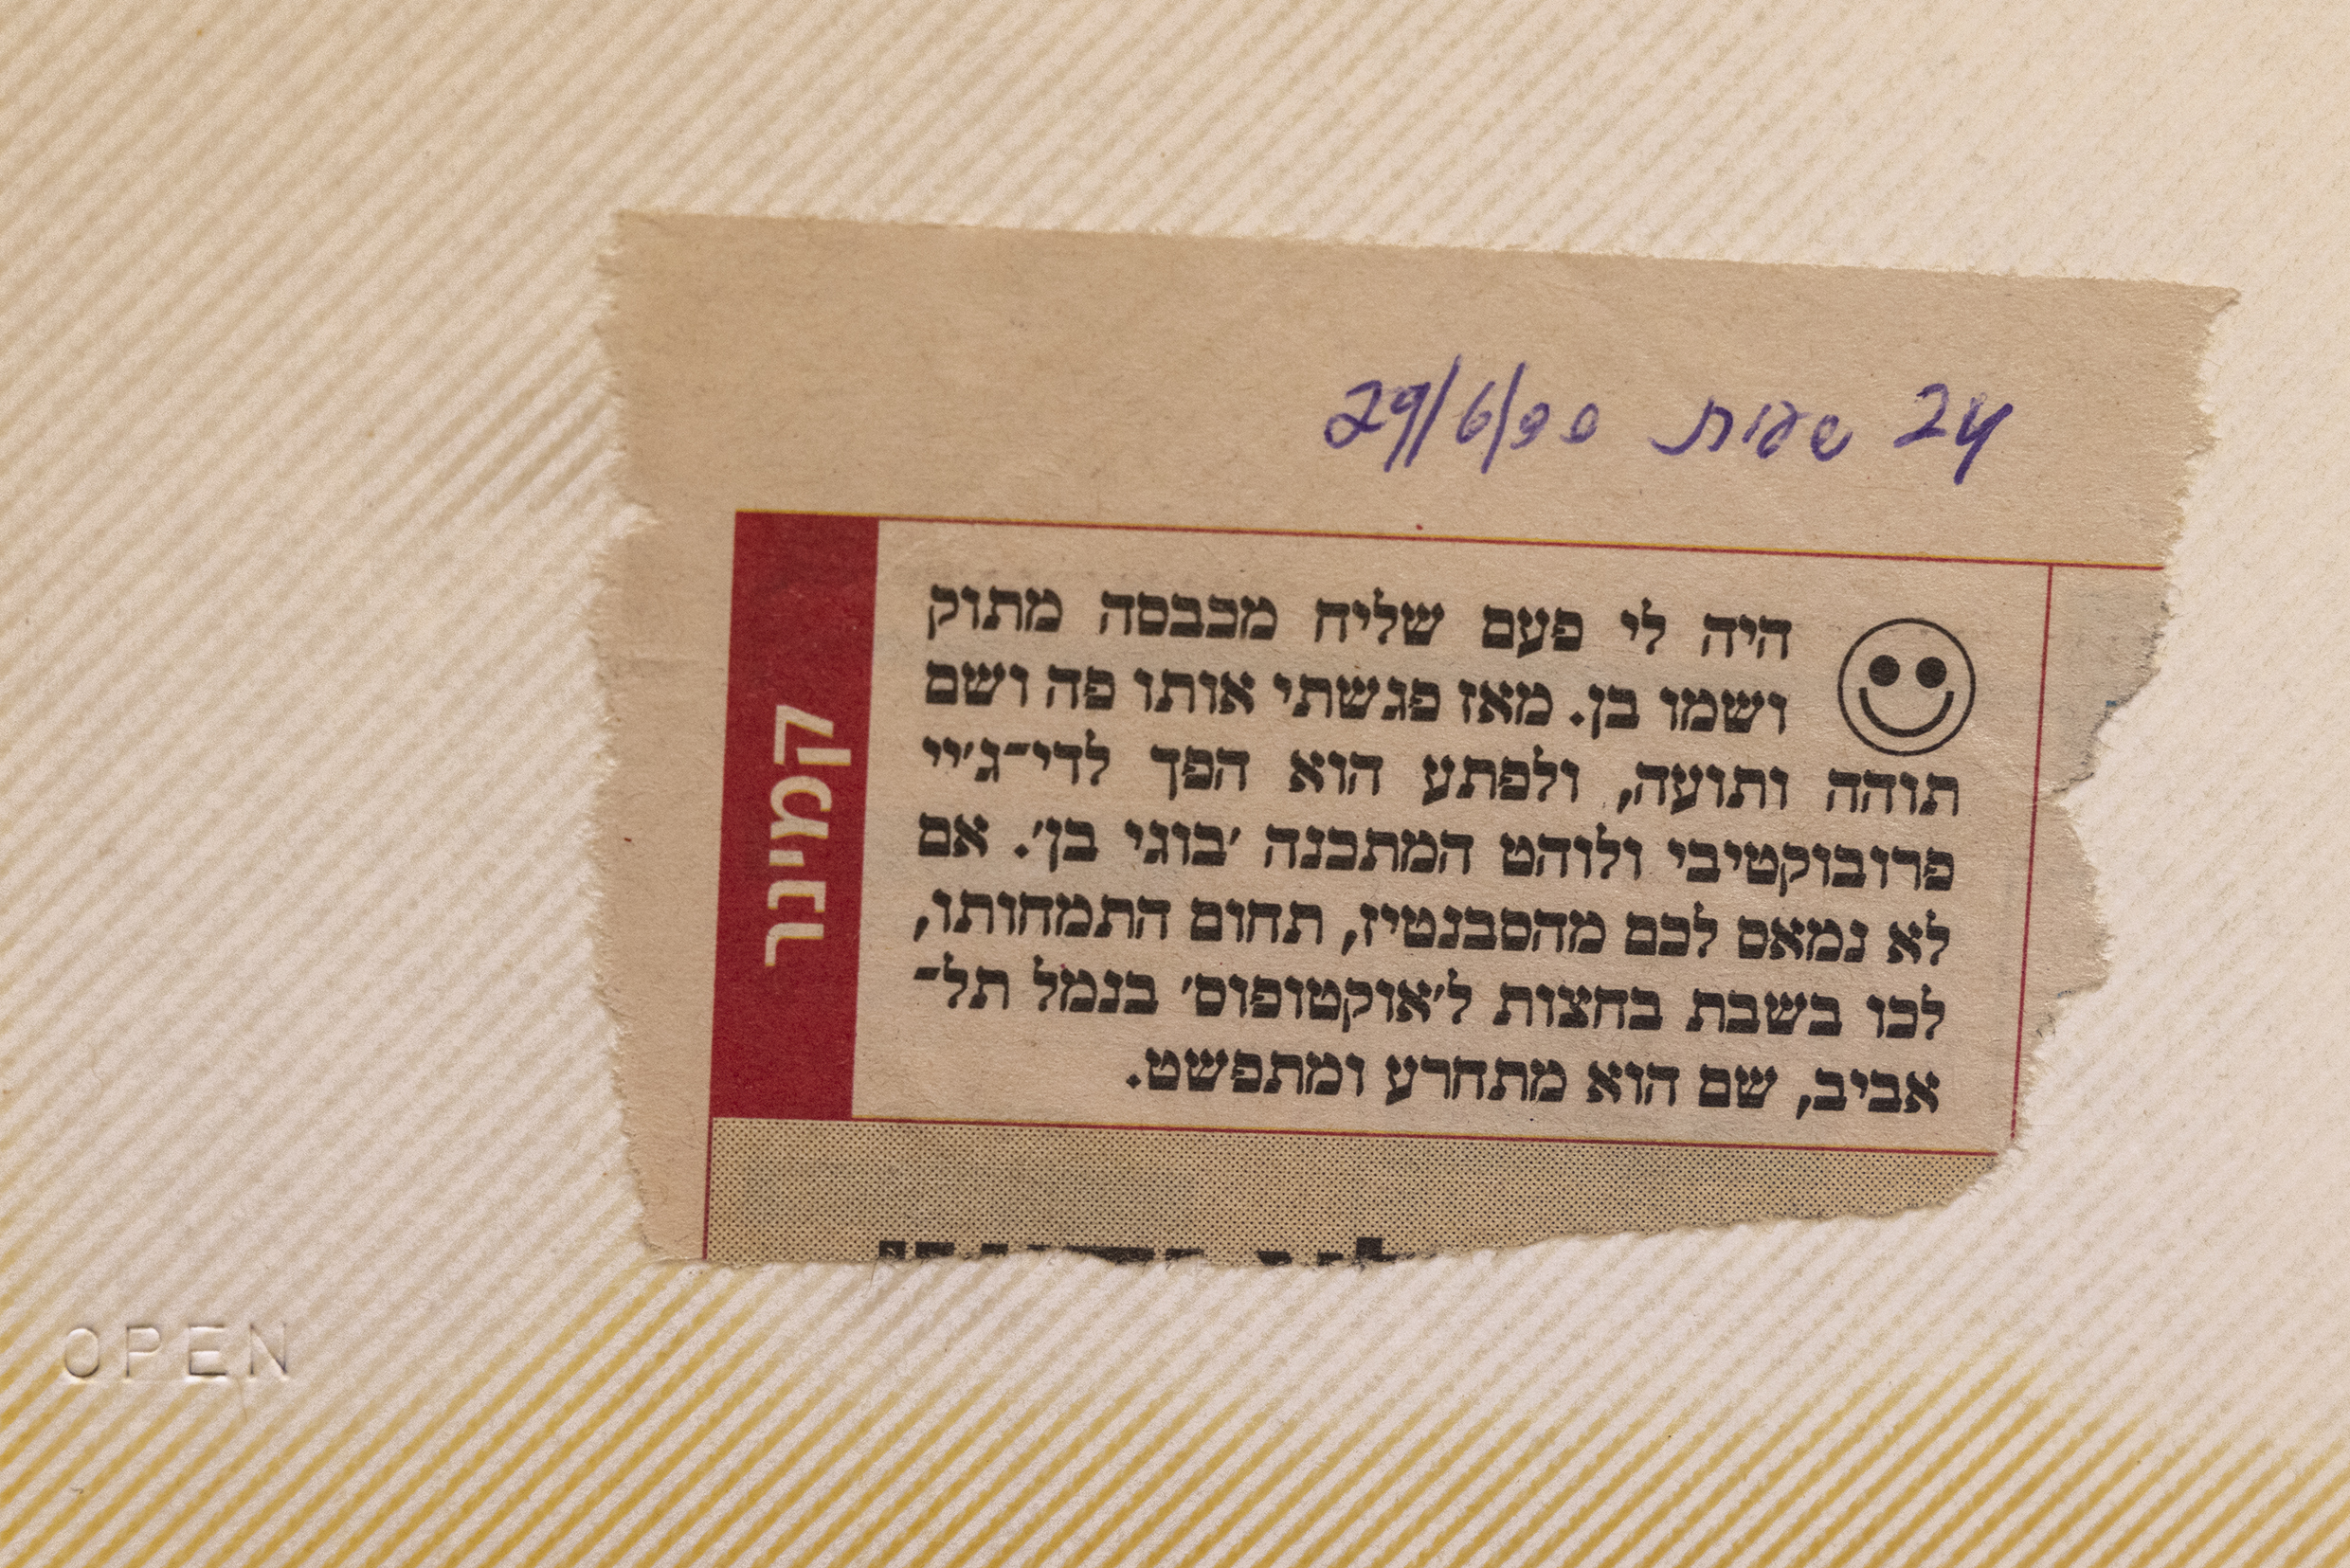 24 שעות 29/6/90
היה לי פעם שליח מכבסה מתוק
ושמו בן. מאז פגשתי אותו פה ושם
תוהה ותועה, ולפתע הוא הפך לדי־ג׳יי
פרובוקטיבי ולוהט המתכנה ׳בוגי בן׳. אם
לא נמאס לכם מהסבנטיז, תחום התמחותו,
לכו בשבת בחצות ל׳אוקטופוס׳ בנמל תל־
אביב, שם הוא מתחרע ומתפשט.
קמינר
OPEN